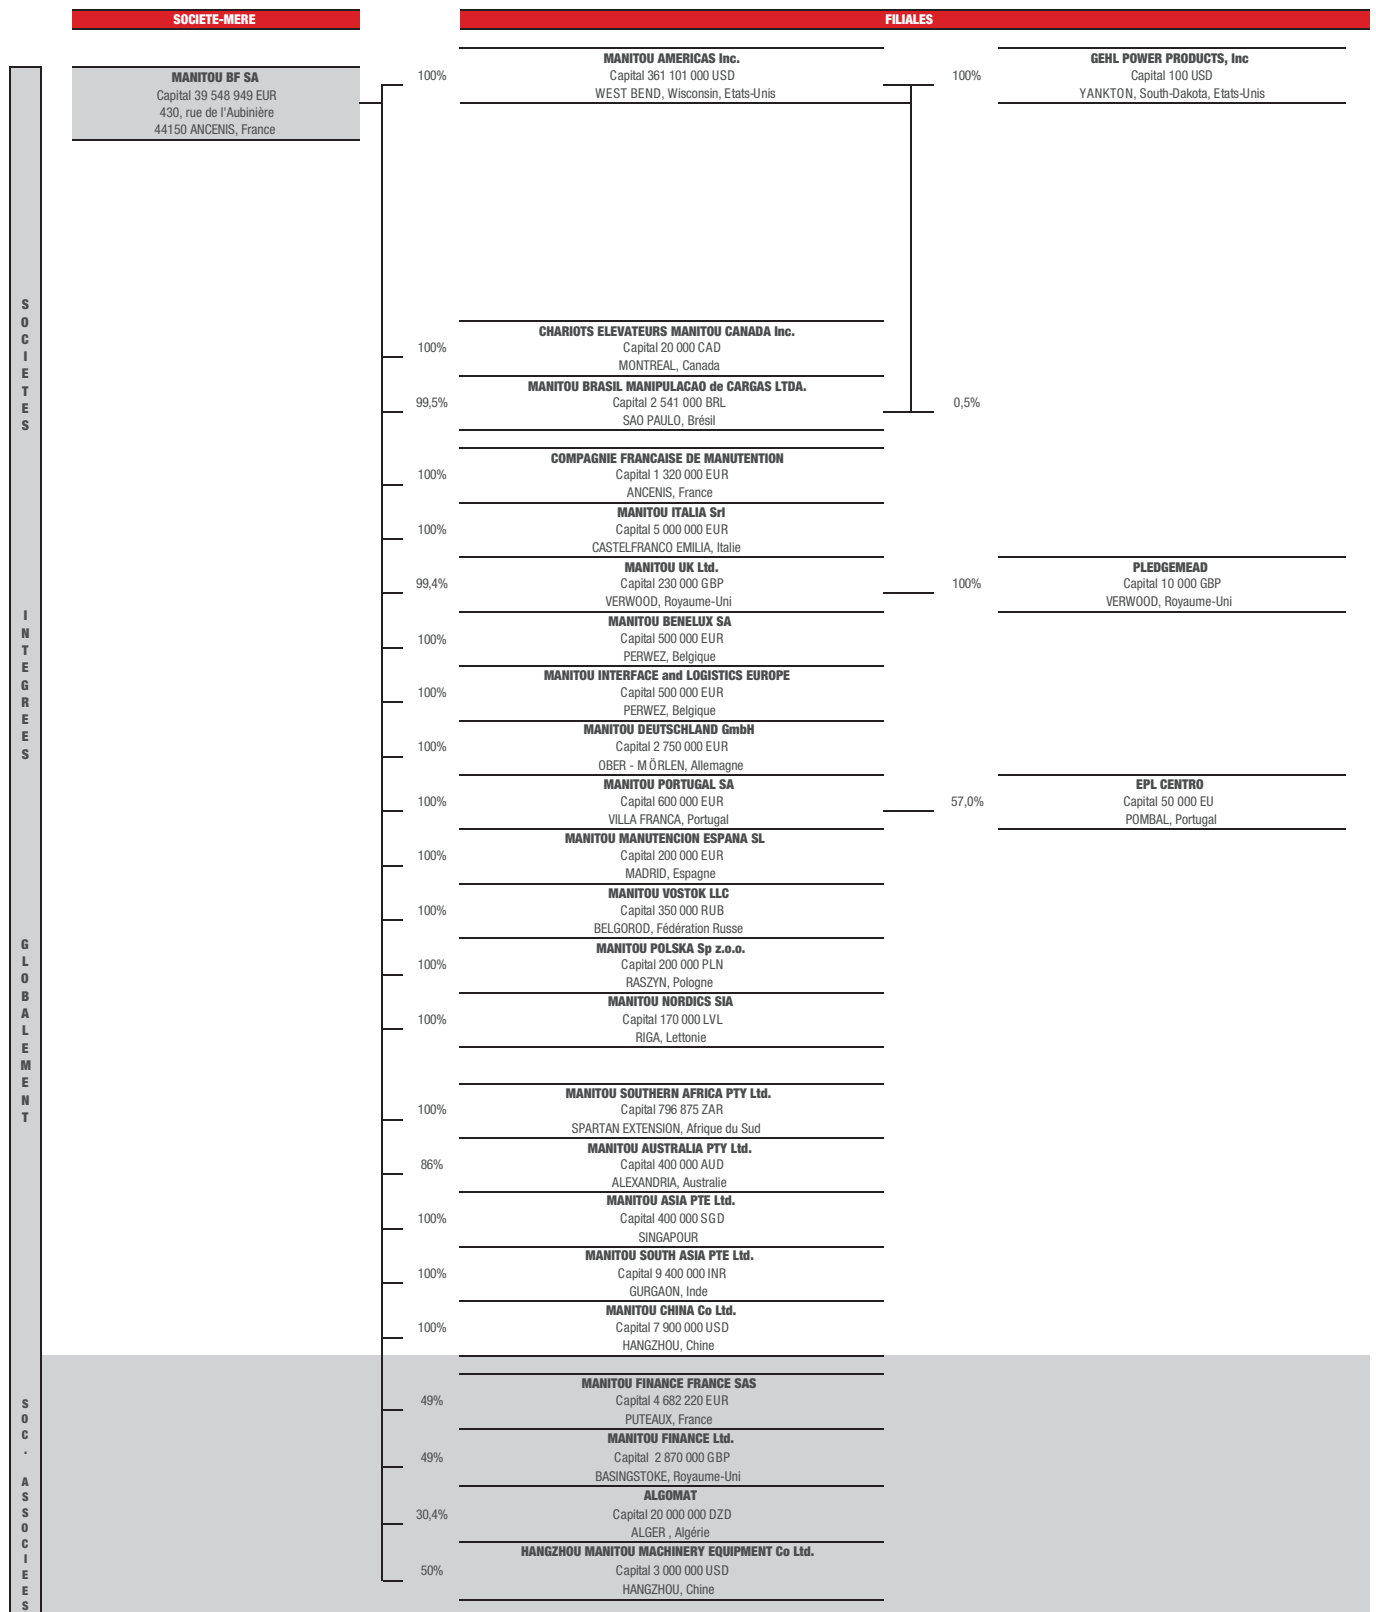 SOCIETE-MERE
FILIALES
MANITOU BF SA
Capital 39 548 949 EUR
430, rue de l'Aubinière
44150 ANCENIS, France
100%
MANITOU AMERICAS Inc.
Capital 361 101 000 USD
WEST BEND, Wisconsin, Etats-Unis
100%
GEHL POWER PRODUCTS, Inc
Capital 100 USD
YANKTON, South-Dakota, Etats-Unis
SOCIETES
INTEGREES
GLOBALEMENT
100%
CHARIOTS ELEVATEURS MANITOU CANADA Inc.
Capital 20 000 CAD
MONTREAL, Canada
99,5%
MANITOU BRASIL MANIPULACAO de CARGAS LTDA.
Capital 2 541 000 BRL
SAO PAULO, Brésil
0,5%
100%
COMPAGNIE FRANCAISE DE MANUTENTION
Capital 1 320 000 EUR
ANCENIS, France
100%
MANITOU ITALIA Srl
Capital 5 000 000 EUR
CASTELFRANCO EMILIA, Italie
99,4%
MANITOU UK Ltd.
Capital 230 000 GBP
VERWOOD, Royaume-Uni
100%
PLEDGEMEAD
Capital 10 000 GBP
VERWOOD, Royaume-Uni
100%
MANITOU BENELUX SA
Capital 500 000 EUR
PERWEZ, Belgique
100%
MANITOU INTERFACE and LOGISTICS EUROPE
Capital 500 000 EUR
PERWEZ, Belgique
100%
MANITOU DEUTSCHLAND GmbH
Capital 2 750 000 EUR
OBER - M ÖRLEN, Allemagne
100%
MANITOU PORTUGAL SA
Capital 600 000 EUR
VILLA FRANCA, Portugal
57,0%
EPL CENTRO
Capital 50 000 EU
POMBAL, Portugal
100%
MANITOU MANUTENCION ESPANA SL
Capital 200 000 EUR
MADRID, Espagne
100%
MANITOU VOSTOK LLC
Capital 350 000 RUB
BELGOROD, Fédération Russe
100%
MANITOU POLSKA Sp z.o.o.
Capital 200 000 PLN
RASZYN, Pologne
100%
MANITOU NORDICS SIA
Capital 170 000 LVL
RIGA, Lettonie
100%
MANITOU SOUTHERN AFRICA PTY Ltd.
Capital 796 875 ZAR
SPARTAN EXTENSION, Afrique du Sud
86%
MANITOU AUSTRALIA PTY Ltd.
Capital 400 000 AUD
ALEXANDRIA, Australie
100%
MANITOU ASIA PTE Ltd.
Capital 400 000 SGD
SINGAPOUR
100%
MANITOU SOUTH ASIA PTE Ltd.
Capital 9 400 000 INR
GURGAON, Inde
100%
MANITOU CHINA Co Ltd.
Capital 7 900 000 USD
HANGZHOU, Chine
SOC. ASSOCIEES
49%
MANITOU FINANCE FRANCE SAS
Capital 4 682 220 EUR
PUTEAUX, France
49%
MANITOU FINANCE Ltd.
Capital 2 870 000 GBP
BASINGSTOKE, Royaume-Uni
30,4%
ALGOMAT
Capital 20 000 000 DZD
ALGER , Algérie
50%
HANGZHOU MANITOU MACHINERY EQUIPMENT Co Ltd.
Capital 3 000 000 USD
HANGZHOU, Chine